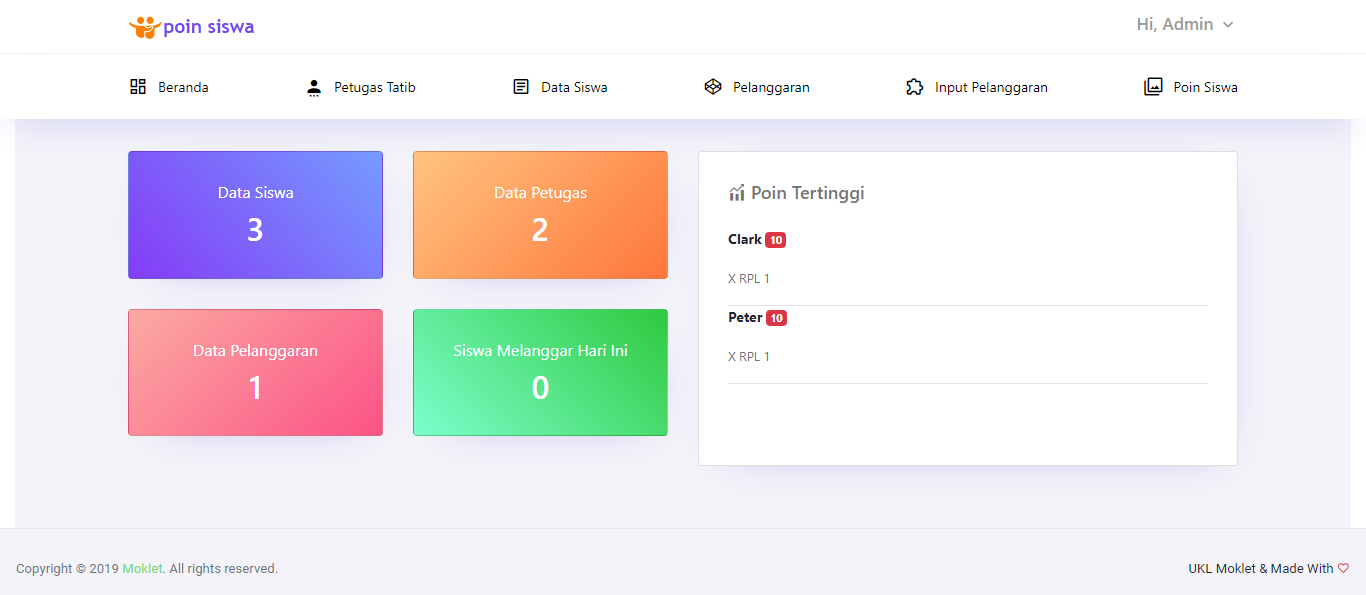 poin siswa
Hi, Admin
Beranda
Petugas Tatib
Data Siswa
Pelanggaran
Input Pelanggaran
Poin Siswa
Data Siswa
3
Data Petugas
2
Data Pelanggaran
1
Siswa Melanggar Hari Ini
0
Poin Tertinggi
Clark 10
X RPL 1
Peter 10
X RPL 1
Copyright © 2019 Moklet. All rights reserved.
UKL Moklet & Made With